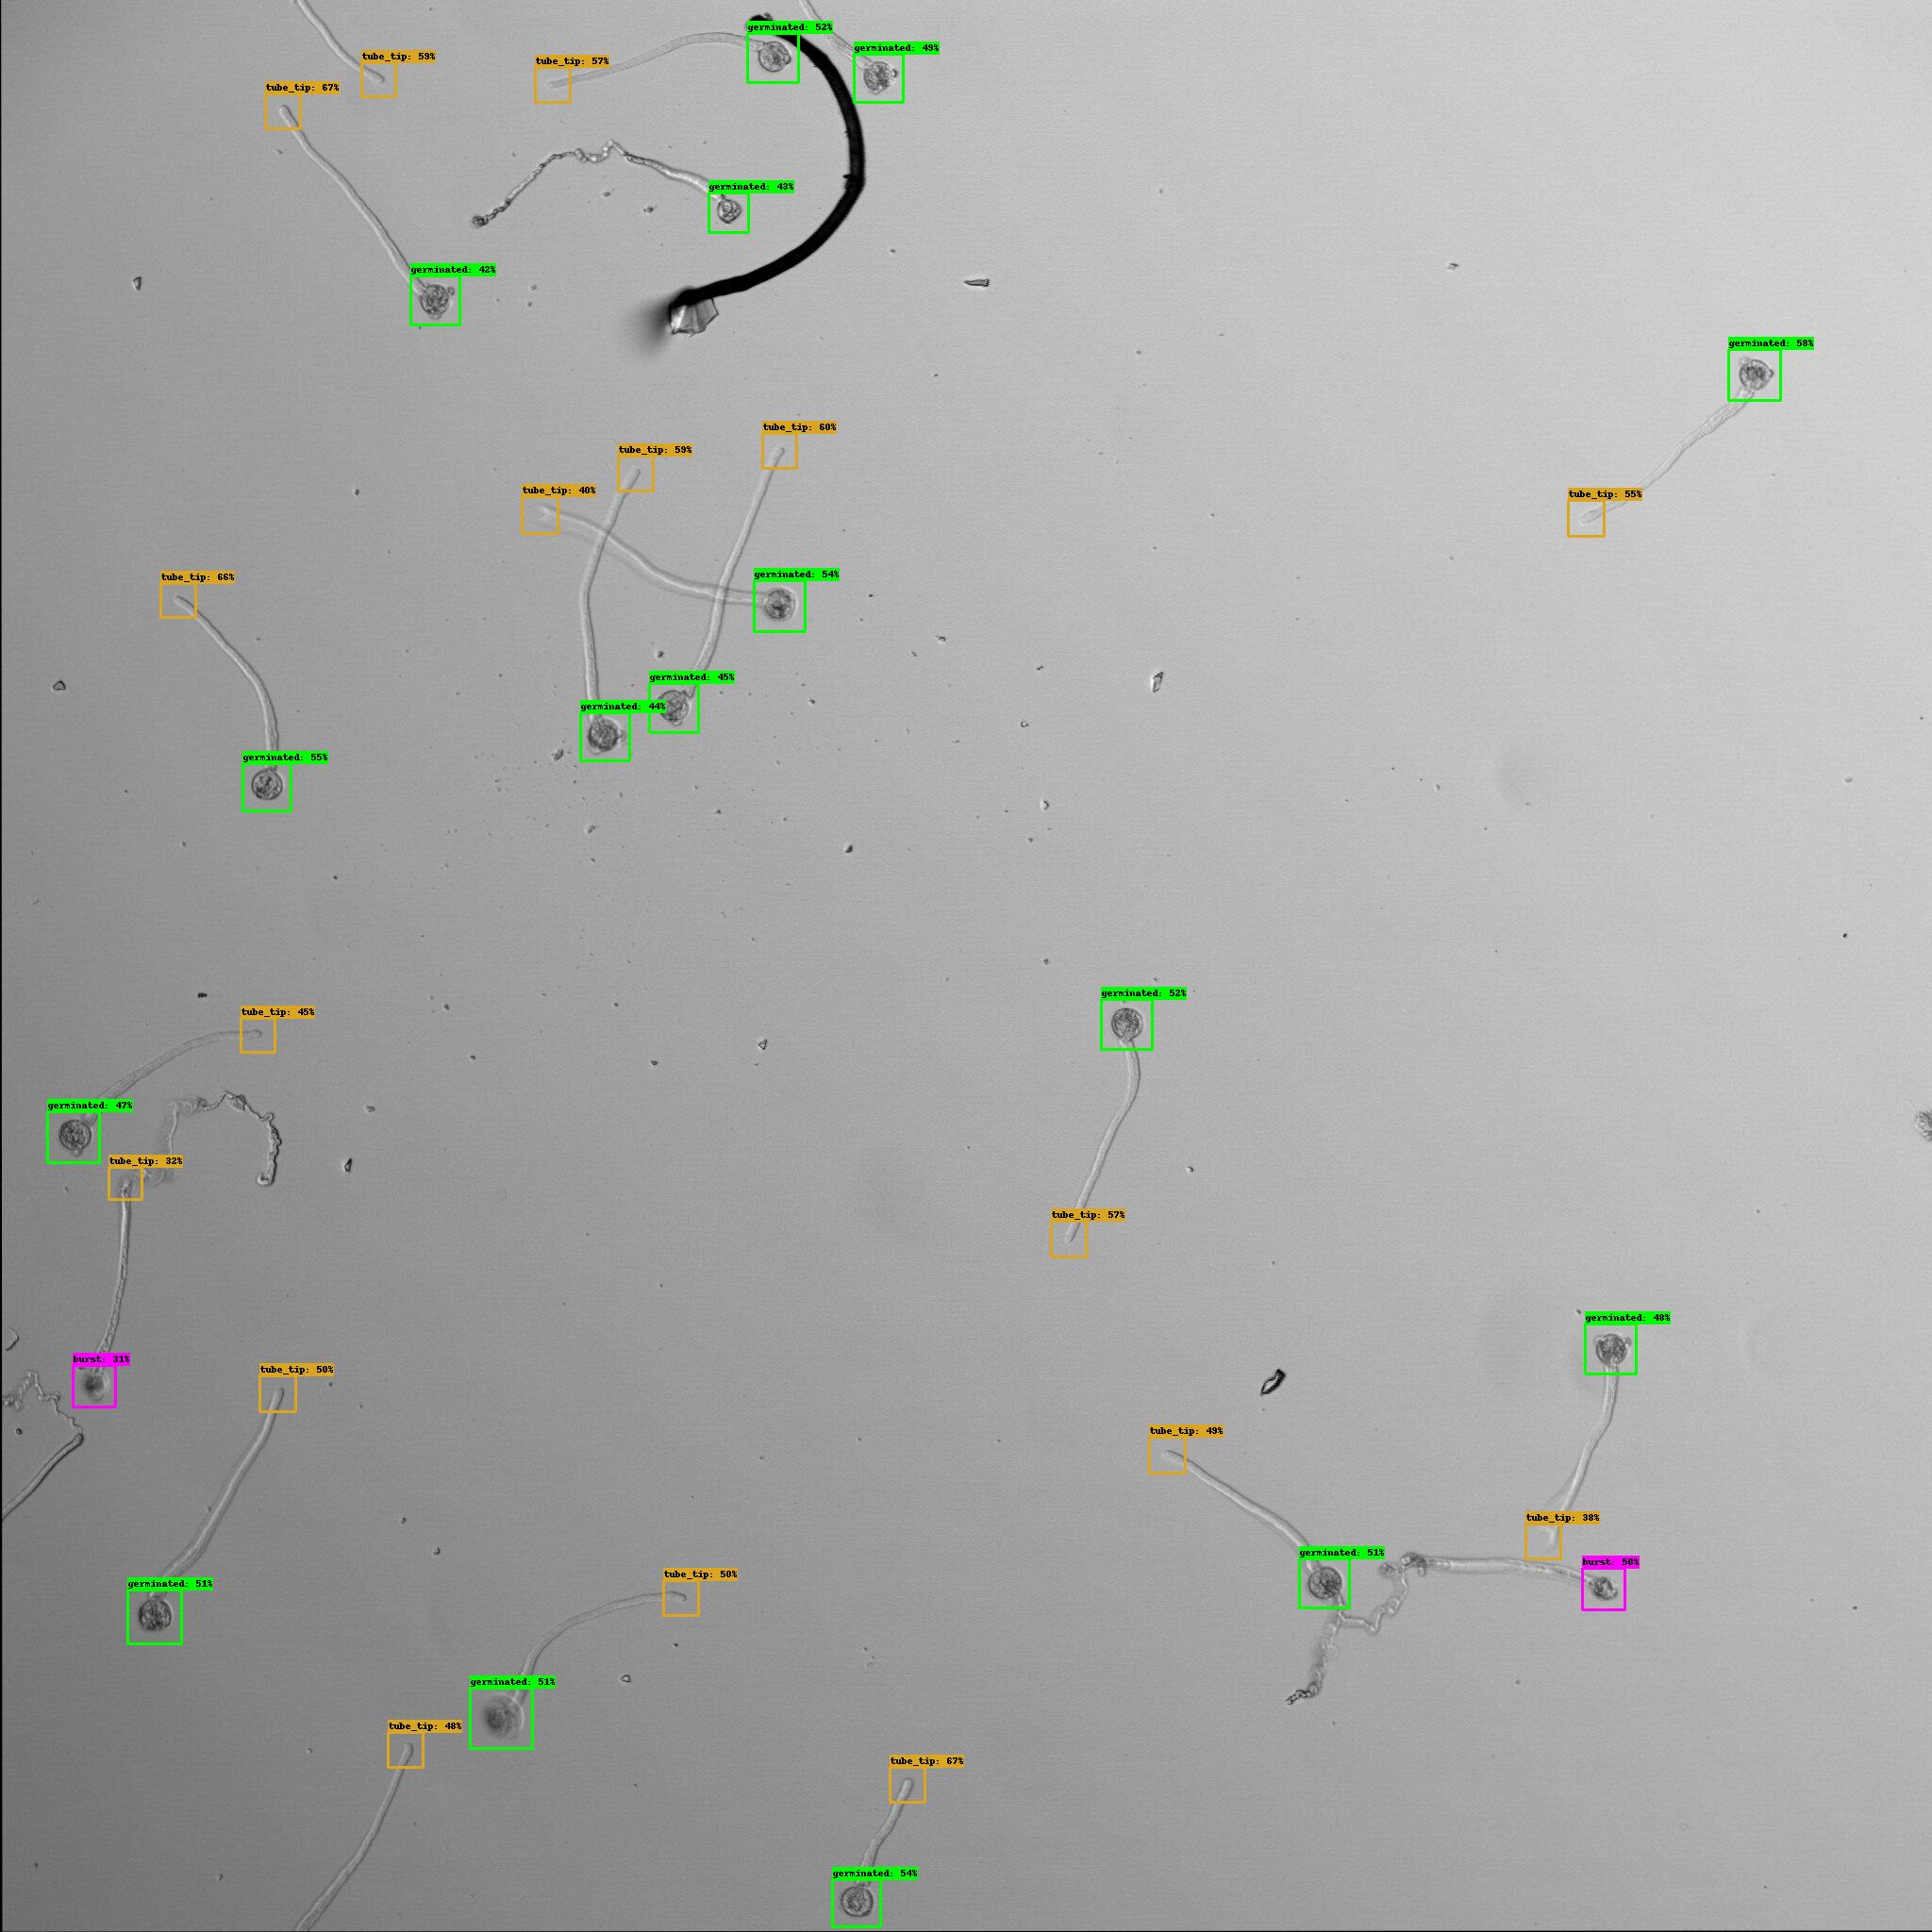 germinated: 52%
germinated: 49%
tube_tip: 59%
tube_tip: 57%
tube_tip: 67%
germinated: 43%
germinated: 42%
germinated: 58%
tube_tip: 60%
tube_tip: 59%
tube_tip: 40%
tube_tip: 55%
germinated: 54%
tube_tip: 66%
germinated: 45%
germinated: 44%
germinated: 55%
germinated: 52%
tube_tip: 45%
germinated: 47%
tube_tip: 32%
tube_tip: 57%
germinated: 48%
burst: 31%
tube_tip: 50%
tube_tip: 49%
tube_tip: 38%
germinated: 51%
burst: 50%
tube_tip: 50%
germinated: 51%
germinated: 51%
tube_tip: 48%
tube_tip: 67%
germinated: 54%